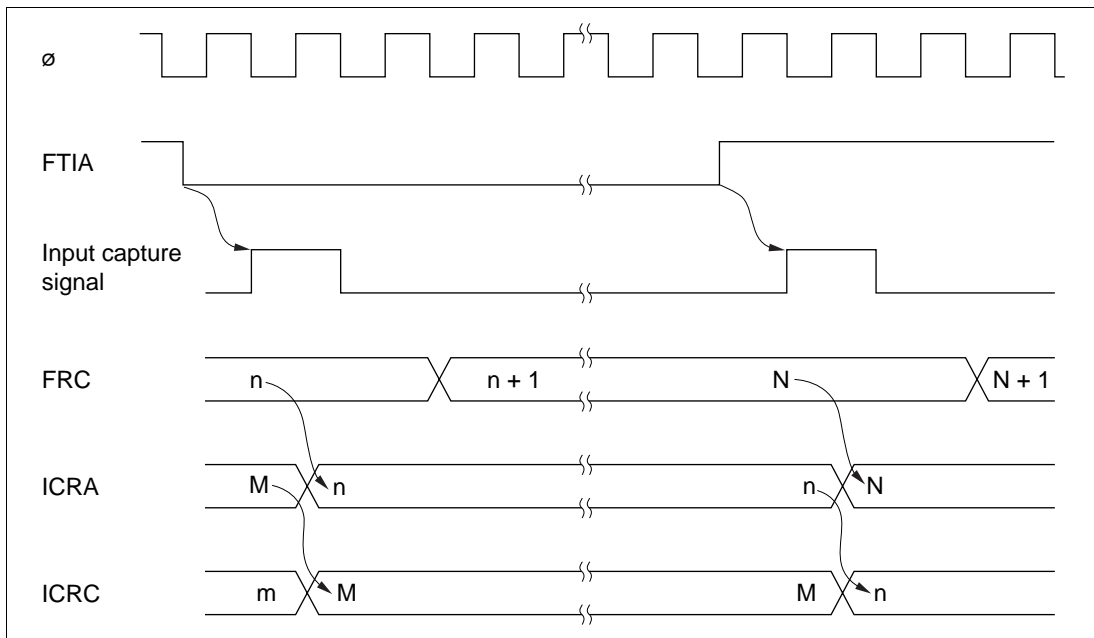 ø
FTIA
Input capture
signal
FRC n n + 1 N N + 1
ICRA M n n N
ICRC m M M n